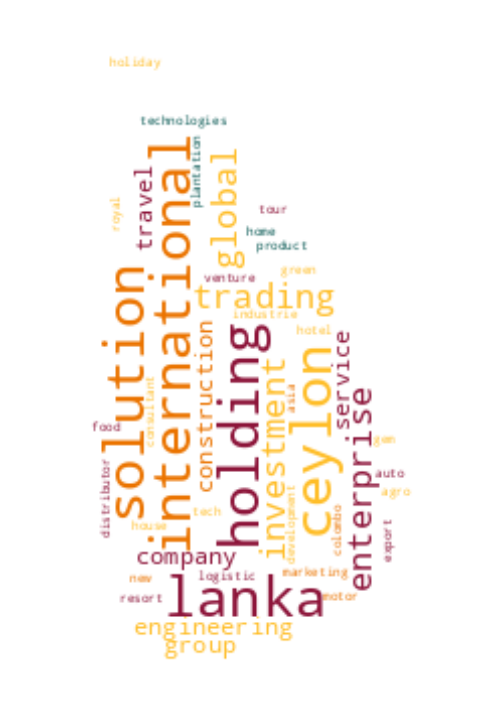 holiday
technologies
plantation
international
global
travel
royal
tour
home
product
venture
green
solution
trading
industrie
hotel
construction
holding
ceylon
service
investment
consultant
asia
enterprise
food
gem
distributor
auto
agro
development
colombo
tech
house
export
company
new
logistic
marketing
resort
lanka
motor
engineering
group